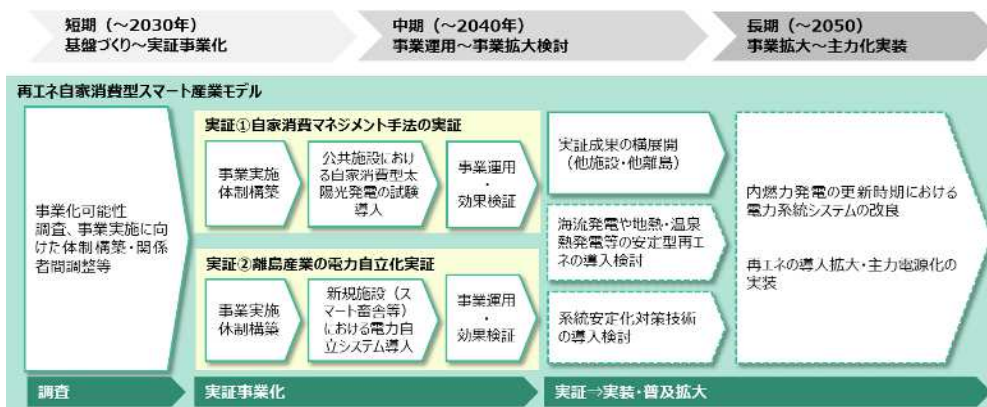 短期（～2030年）
基盤づくり～実証事業化
中期（～2040年）
事業運用～事業拡大検討
長期（～2050）
事業拡大～主力化実装
再エネ自家消費型スマート産業モデル
事業化可能性
調査、事業実施に向
けた体制構築・関係
者間調整等
実証①自家消費マネジメント手法の実証
事業実施
体制構築
公共施設におけ
る自家消費型太
陽光発電の試験
導入
事業運用
・
効果検証
実証②離島産業の電力自立化実証
事業実施
体制構築
新規施設（ス
マート畜舎等）
における電力自
立システム導入
事業運用
・
効果検証
実証成果の横展開
（他施設・他離島）
海流発電や地熱・温泉
熱発電等の安定型再エ
ネの導入検討
系統安定化対策技術
の導入検討
内燃力発電の更新時期における
電力系統システムの改良
再エネの導入拡大・主力電源化の
実装
調査
実証事業化
実証→実装・普及拡大